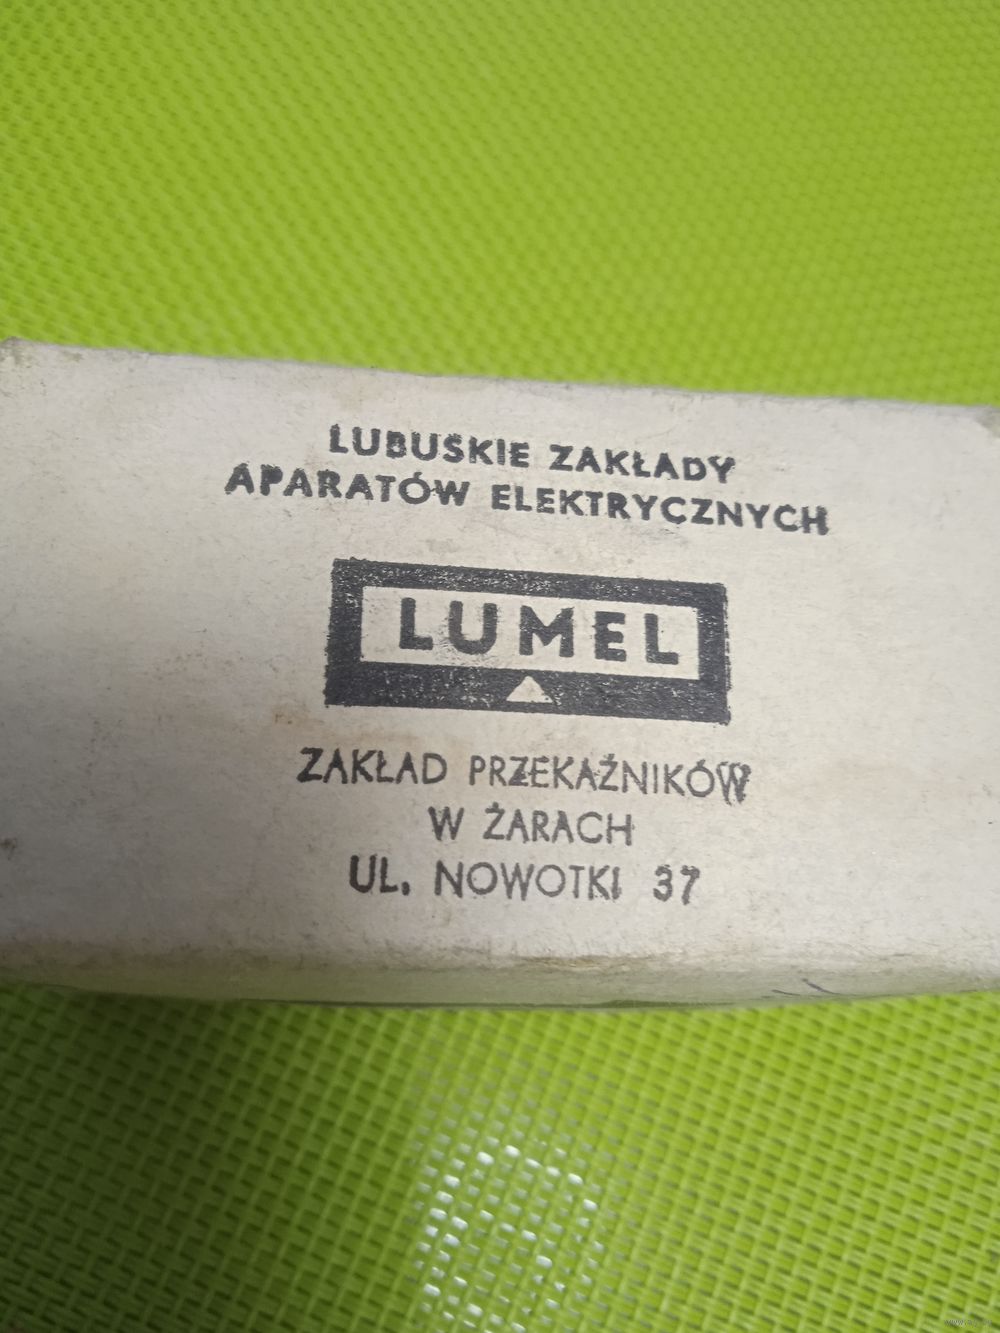 LUBUSKIE ZAKŁADY
APARATÓW ELEKTRYCZNYCH
LUMEL
ZAKŁAD PRZEKAŹNIKÓW
W ŻARACH
UL. NOWOTKI 37